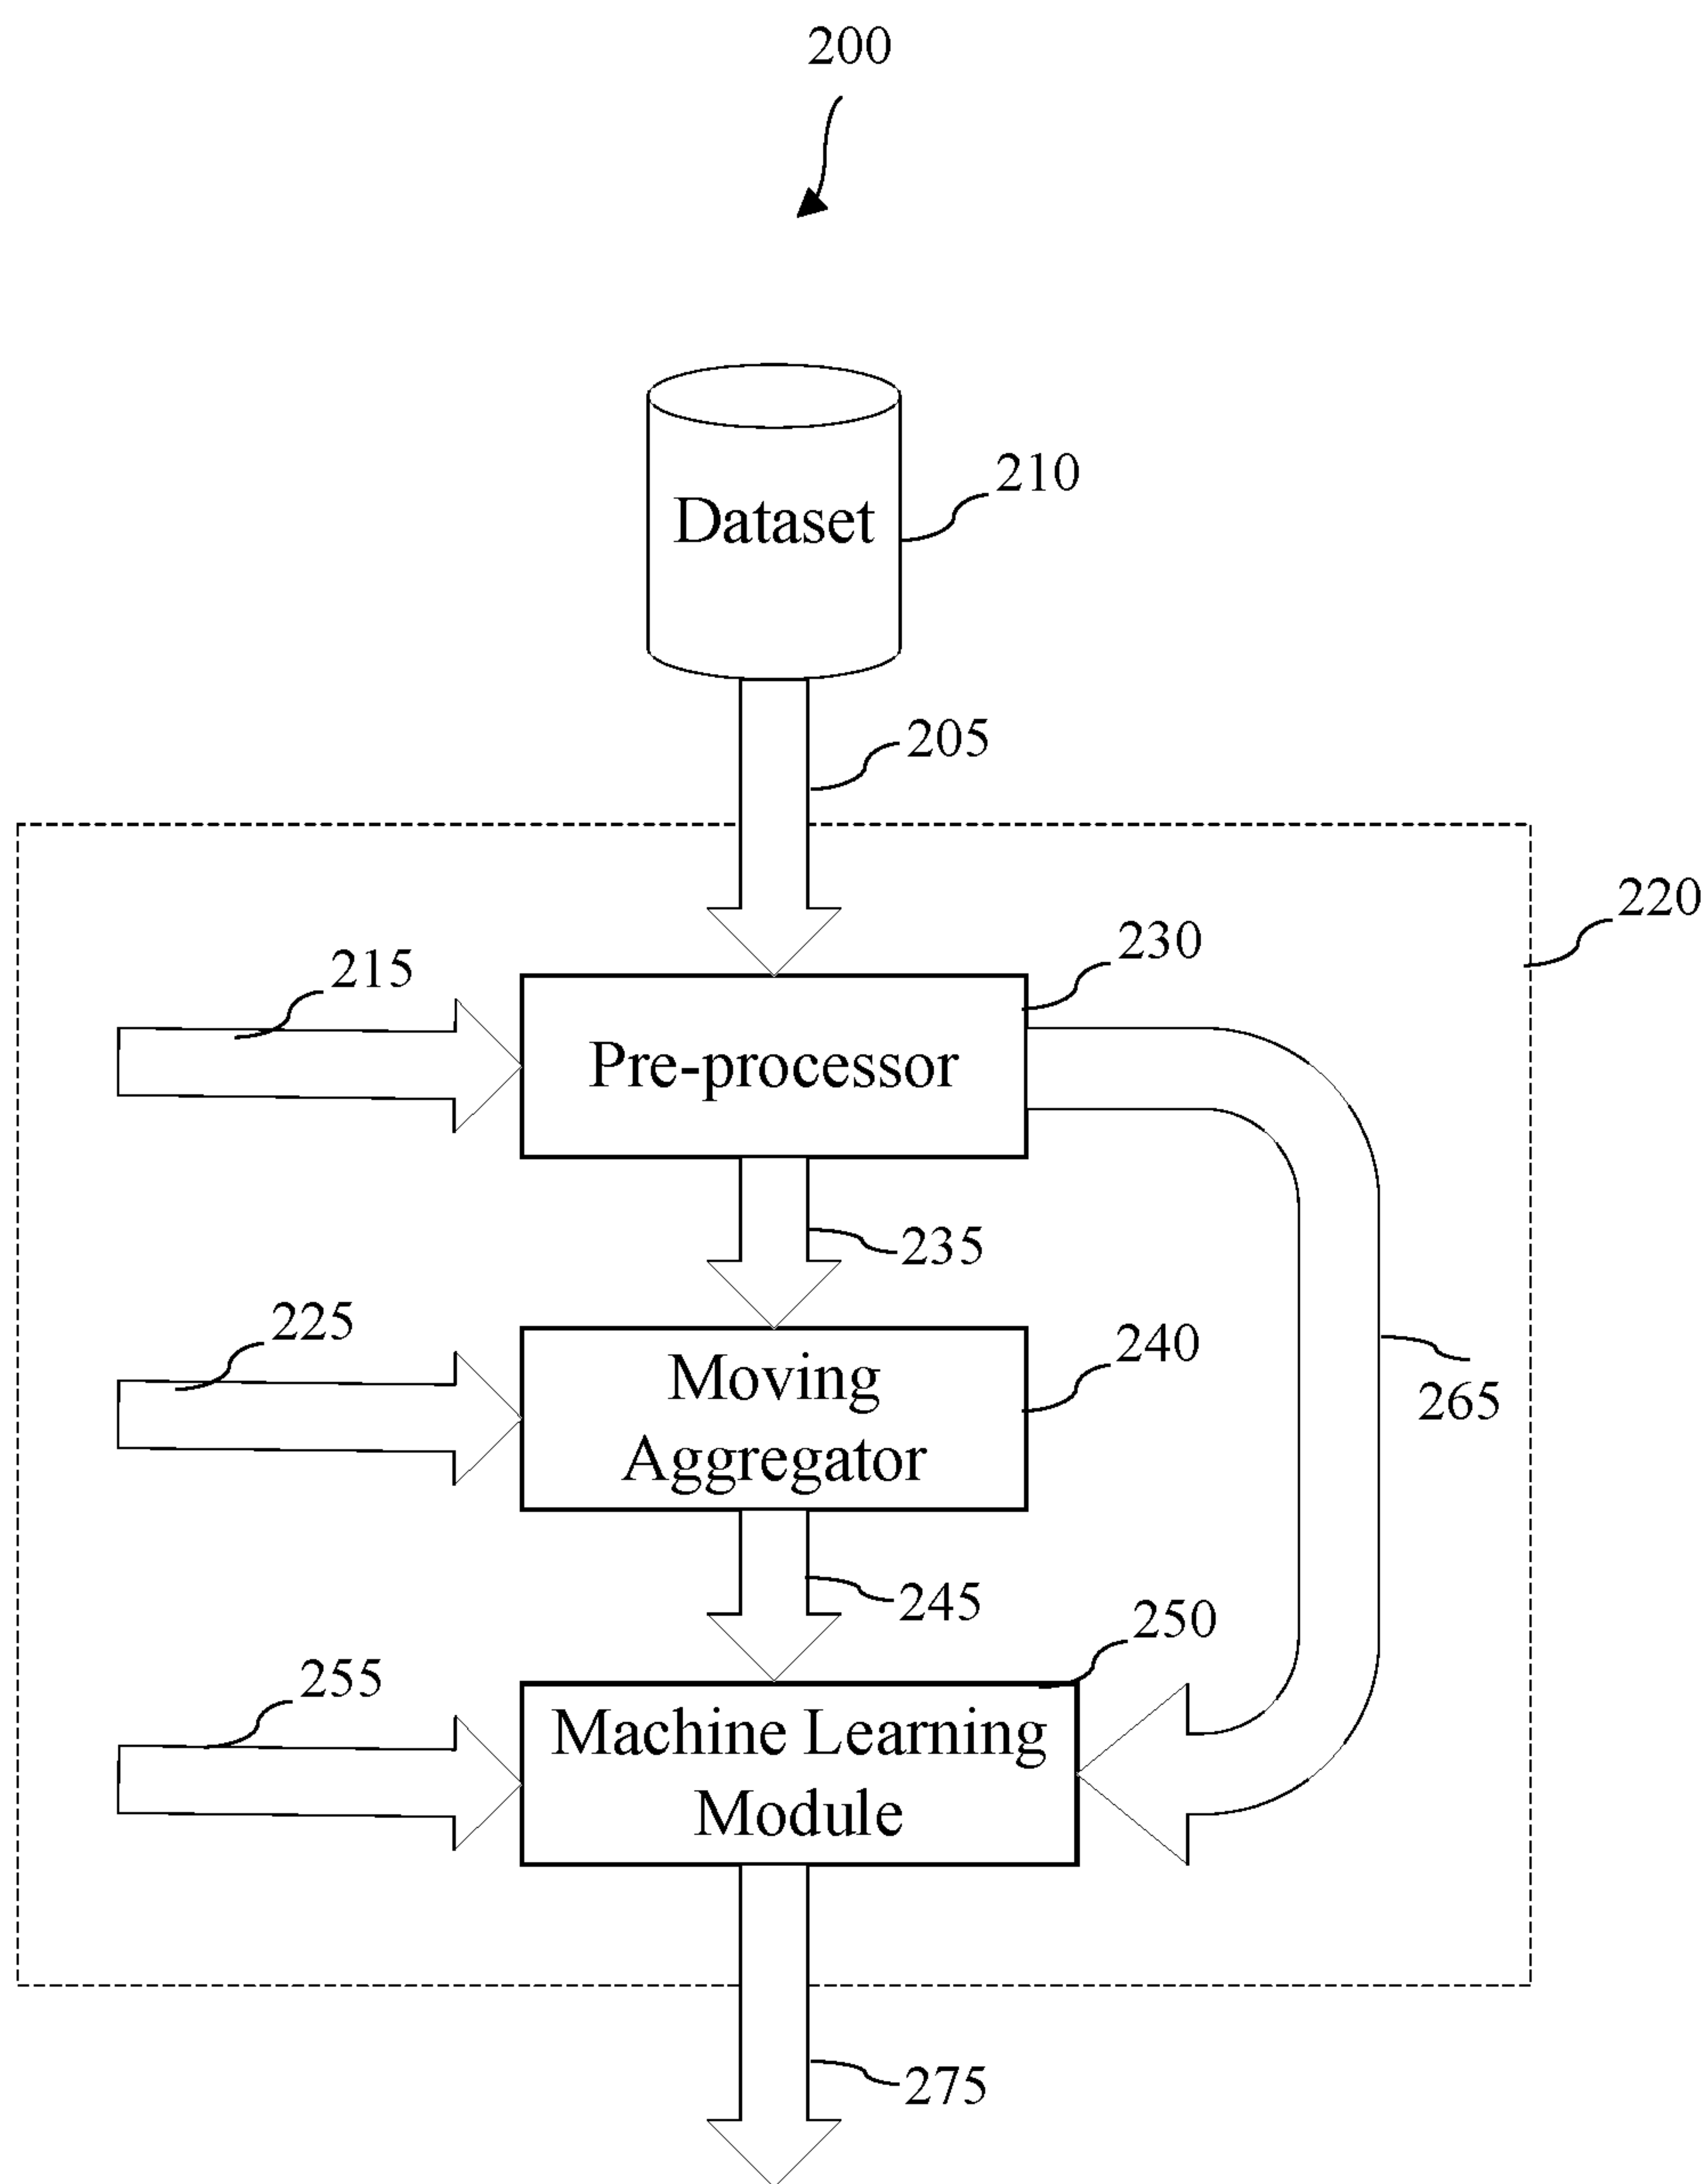 200
Dataset
210
205
220
230
215
Pre-processor
235
225
240
Moving
Aggregator
265
245
250
255
Machine Learning
Module
275